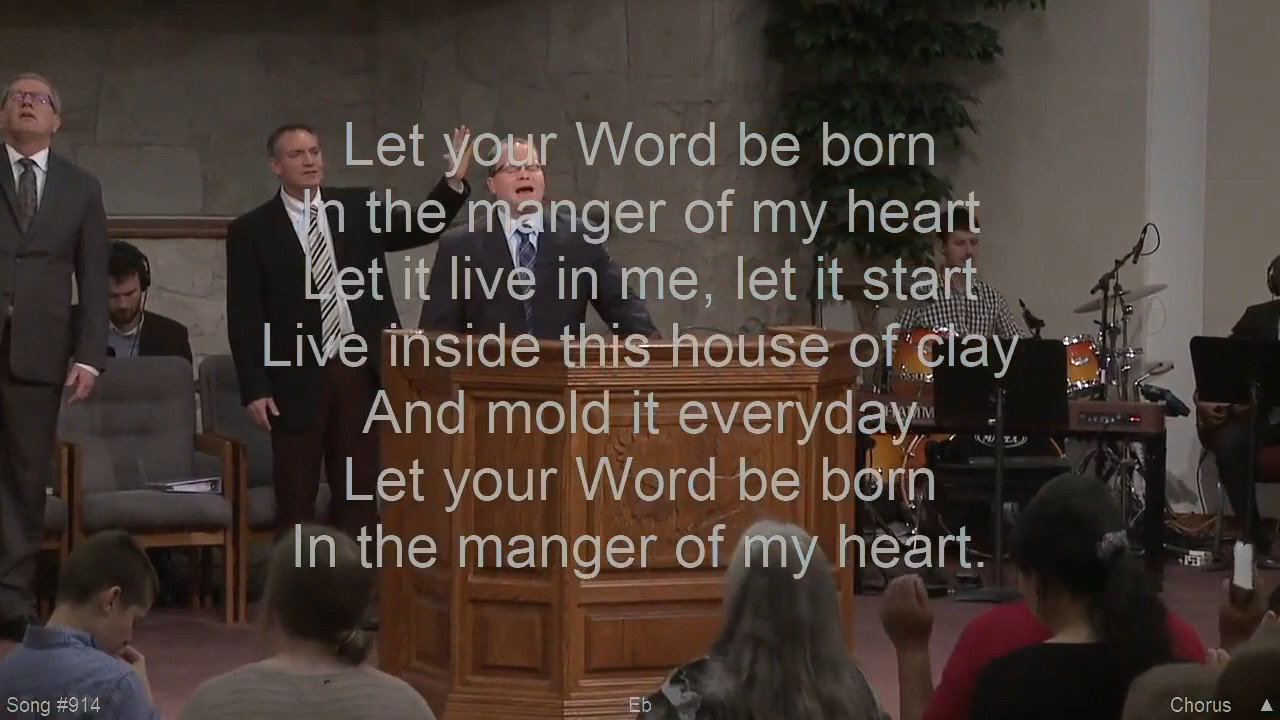 Let your Word be born
In the manger of my heart
Let it live in me, let it start
Live inside this house of clay
And mold it everyday
Let your Word be born
In the manger of my heart.
HAMM
MAPEX
Song #914
Eb
Chorus